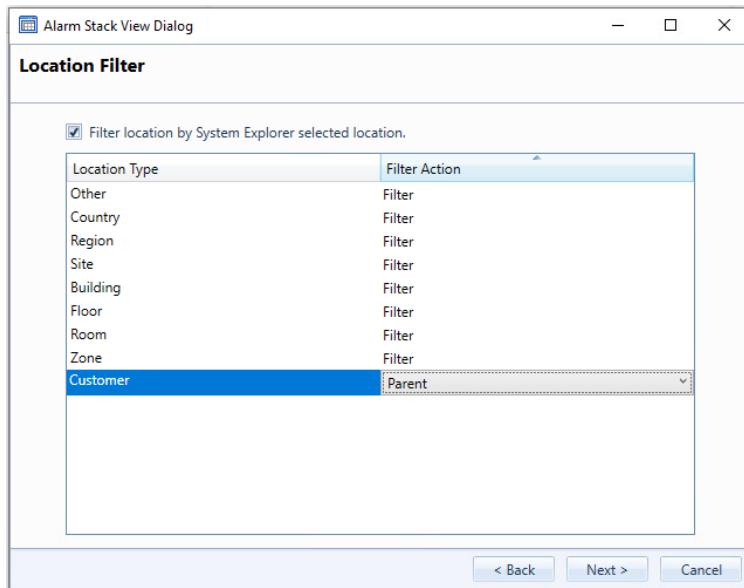 Alarm Stack View Dialog
Location Filter
Filter location by System Explorer selected location.
Location Type Filter Action
Other Filter
Country Filter
Region Filter
Site Filter
Building Filter
Floor Filter
Room Filter
Zone Filter
Customer Parent
< Back Next > Cancel